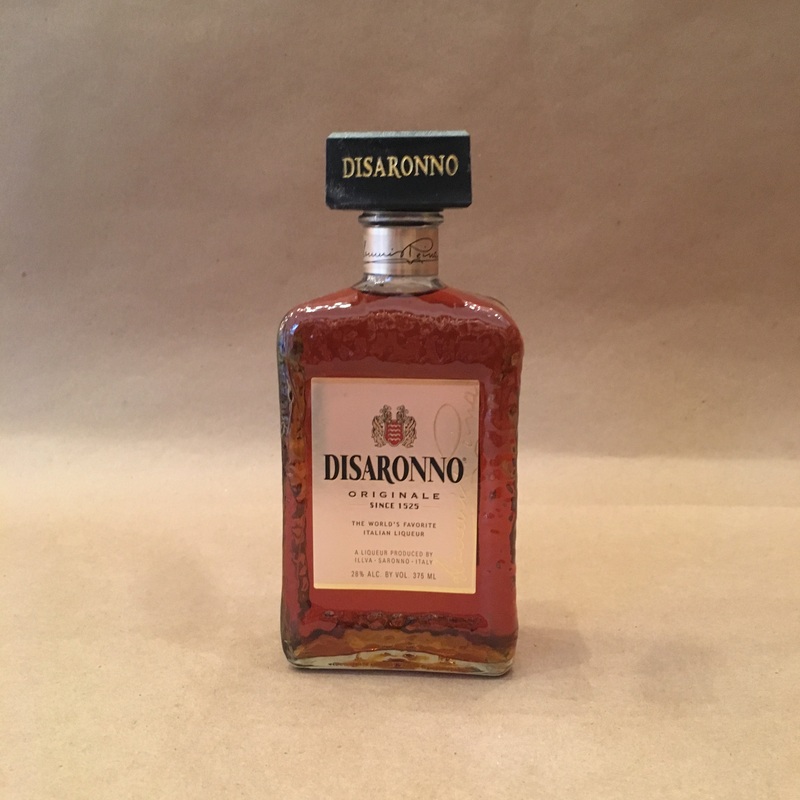 DISARONNO
DISARONNO®
ORIGINALE
SINCE 1525
THE WORLD'S FAVORITE
ITALIAN LIQUEUR
A LIQUEUR PRODUCED BY
ILLVA - SARONNO - ITALY
28% ALC. BY VOL. 375 ML